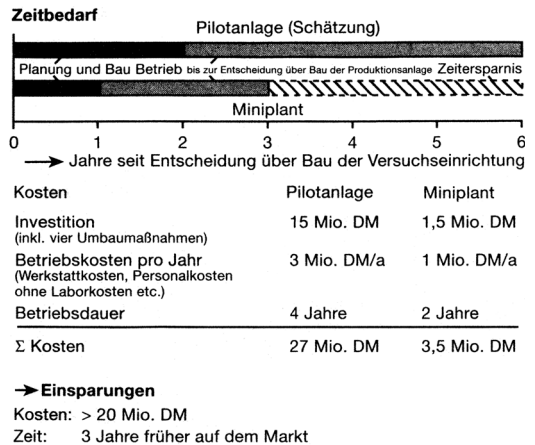 Zeitbedarf
Pilotanlage (Schätzung)
Planung und Bau Betrieb bis zur Entscheidung über Bau der Produktionsanlage Zeitersparnis
Miniplant
0 1 2 3 4 5 6
→ Jahre seit Entscheidung über Bau der Versuchseinrichtung
Kosten Pilotanlage Miniplant
Investition 15 Mio. DM 1,5 Mio. DM
(inkl. vier Umbaumaßnahmen)
Betriebskosten pro Jahr 3 Mio. DM/a 1 Mio. DM/a
(Werkstattkosten, Personalkosten
ohne Laborkosten etc.)
Betriebsdauer 4 Jahre 2 Jahre
Σ Kosten 27 Mio. DM 3,5 Mio. DM
→ Einsparungen
Kosten: > 20 Mio. DM
Zeit: 3 Jahre früher auf dem Markt